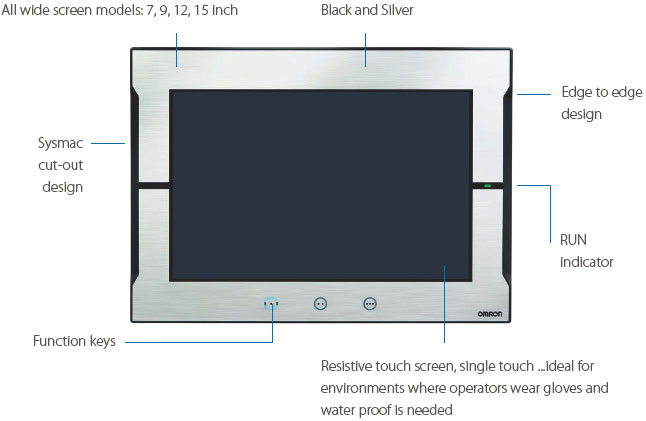 All wide screen models: 7, 9, 12, 15 inch
Black and Silver
Edge to edge
design
Sysmac
cut-out
design
RUN
indicator
OMRON
Function keys
Resistive touch screen, single touch ...ideal for
environments where operators wear gloves and
water proof is needed